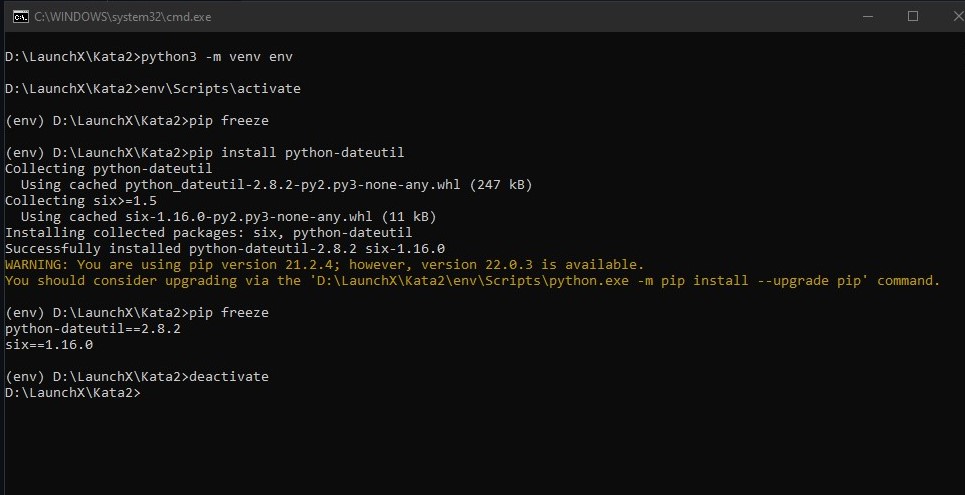 C:\WINDOWS\system32\cmd.exe
D:\LaunchX\Kata2>python3 -m venv env
D:\LaunchX\Kata2>env\Scripts\activate
(env) D:\LaunchX\Kata2>pip freeze
(env) D:\LaunchX\Kata2>pip install python-dateutil
Collecting python-dateutil
  Using cached python_dateutil-2.8.2-py2.py3-none-any.whl (247 kB)
Collecting six>=1.5
  Using cached six-1.16.0-py2.py3-none-any.whl (11 kB)
Installing collected packages: six, python-dateutil
Successfully installed python-dateutil-2.8.2 six-1.16.0
WARNING: You are using pip version 21.2.4; however, version 22.0.3 is available.
You should consider upgrading via the 'D:\LaunchX\Kata2\env\Scripts\python.exe -m pip install --upgrade pip' command.
(env) D:\LaunchX\Kata2>pip freeze
python-dateutil==2.8.2
six==1.16.0
(env) D:\LaunchX\Kata2>deactivate
D:\LaunchX\Kata2>